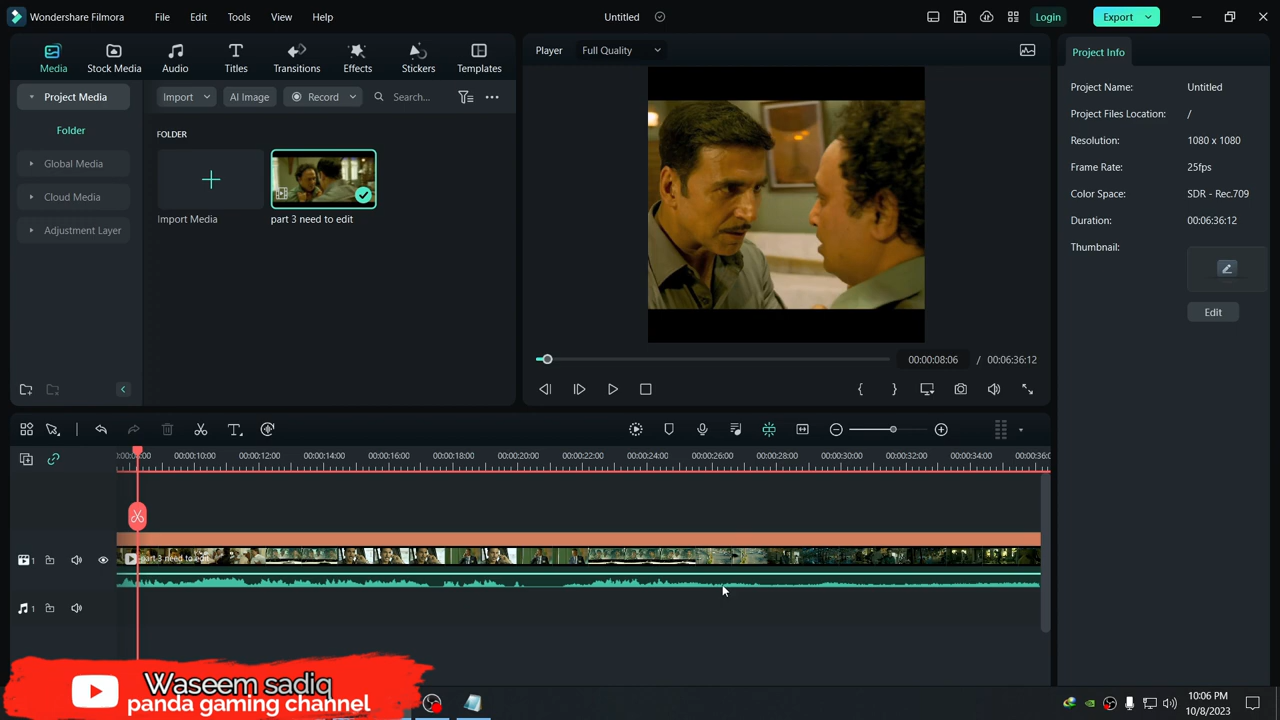 Wondershare Filmora File Edit Tools View Help Untitled Login Export
Media Stock Media Audio Titles Transitions Effects Stickers Templates
Project Media
Folder
Global Media
Cloud Media
Adjustment Layer
Import AI Image Record Search...
FOLDER
Import Media part 3 need to edit
Player Full Quality
00:00:08:06 / 00:06:36:12
Project Info
Project Name: Untitled
Project Files Location: /
Resolution: 1080 x 1080
Frame Rate: 25fps
Color Space: SDR - Rec.709
Duration: 00:06:36:12
Thumbnail:
Edit
00:00:10:00 00:00:12:00 00:00:14:00 00:00:16:00 00:00:18:00 00:00:20:00 00:00:22:00 00:00:24:00 00:00:26:00 00:00:28:00 00:00:30:00 00:00:32:00 00:00:34:00
1 part 3 need to edit
1
Waseem sadiq
panda gaming channel
10:06 PM
10/8/2023